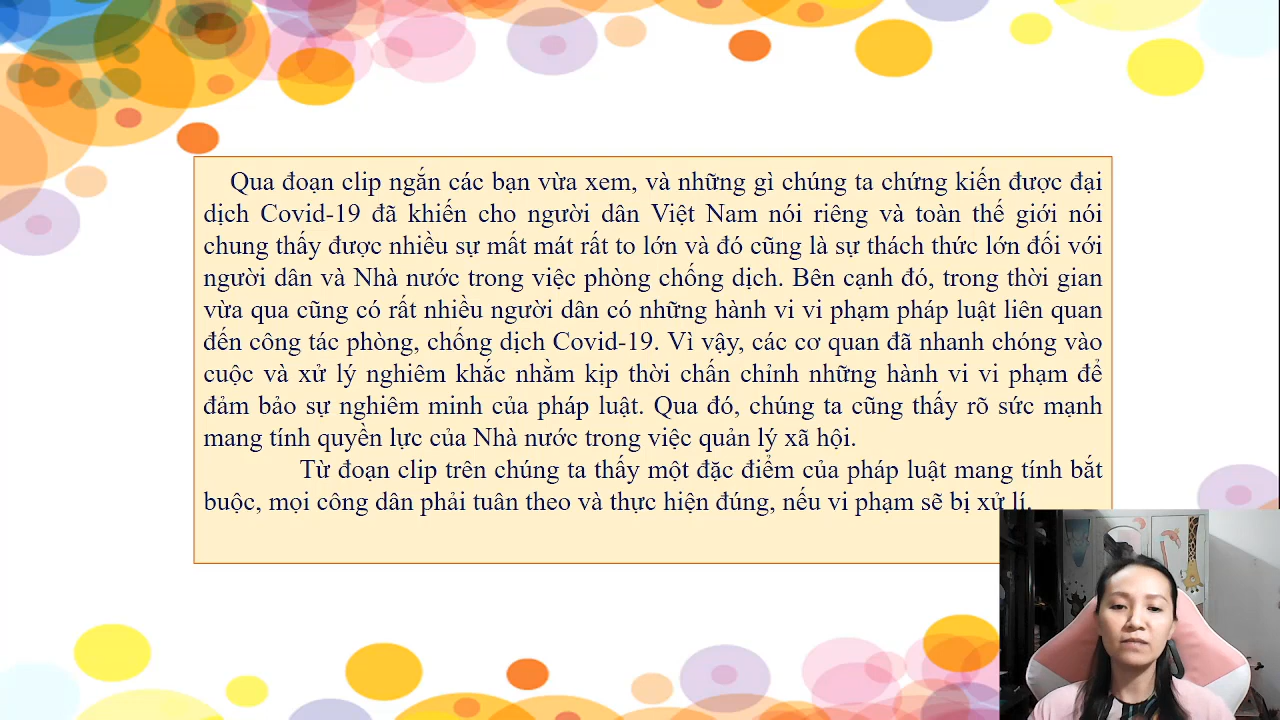 Qua đoạn clip ngắn các bạn vừa xem, và những gì chúng ta chứng kiến được đại
dịch Covid-19 đã khiến cho người dân Việt Nam nói riêng và toàn thế giới nói
chung thấy được nhiều sự mất mát rất to lớn và đó cũng là sự thách thức lớn đối với
người dân và Nhà nước trong việc phòng chống dịch. Bên cạnh đó, trong thời gian
vừa qua cũng có rất nhiều người dân có những hành vi vi phạm pháp luật liên quan
đến công tác phòng, chống dịch Covid-19. Vì vậy, các cơ quan đã nhanh chóng vào
cuộc và xử lý nghiêm khắc nhằm kịp thời chấn chỉnh những hành vi vi phạm để
đảm bảo sự nghiêm minh của pháp luật. Qua đó, chúng ta cũng thấy rõ sức mạnh
mang tính quyền lực của Nhà nước trong việc quản lý xã hội.
Từ đoạn clip trên chúng ta thấy một đặc điểm của pháp luật mang tính bắt
buộc, mọi công dân phải tuân theo và thực hiện đúng, nếu vi phạm sẽ bị xử lí.